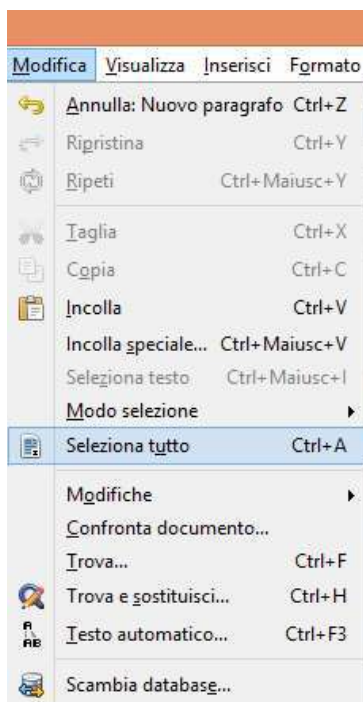 Modifica Visualizza Inserisci Formato
Annulla: Nuovo paragrafo Ctrl+Z
Ripristina Ctrl+Y
Ripeti Ctrl+Maiusc+Y
Taglia Ctrl+X
Copia Ctrl+C
Incolla Ctrl+V
Incolla speciale... Ctrl+Maiusc+V
Seleziona testo Ctrl+Maiusc+I
Modo selezione
Seleziona tutto Ctrl+A
Modifiche
Confronta documento...
Trova... Ctrl+F
Trova e sostituisci... Ctrl+H
Testo automatico... Ctrl+F3
Scambia database...